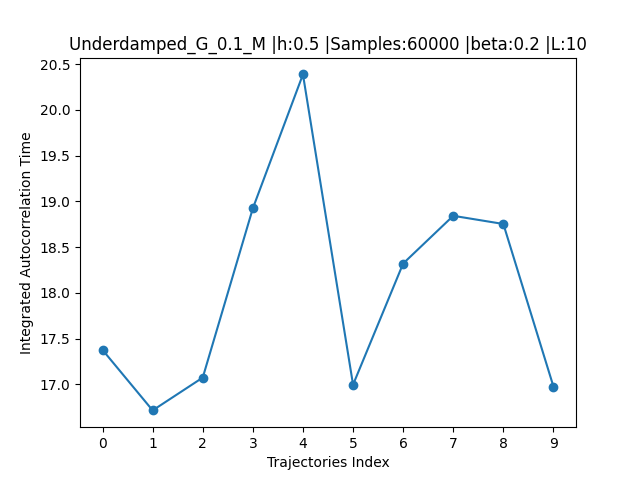 Underdamped_G_0.1_M |h:0.5 |Samples:60000 |beta:0.2 |L:10
Integrated Autocorrelation Time
20.5
20.0
19.5
19.0
18.5
18.0
17.5
17.0
0 1 2 3 4 5 6 7 8 9
Trajectories Index